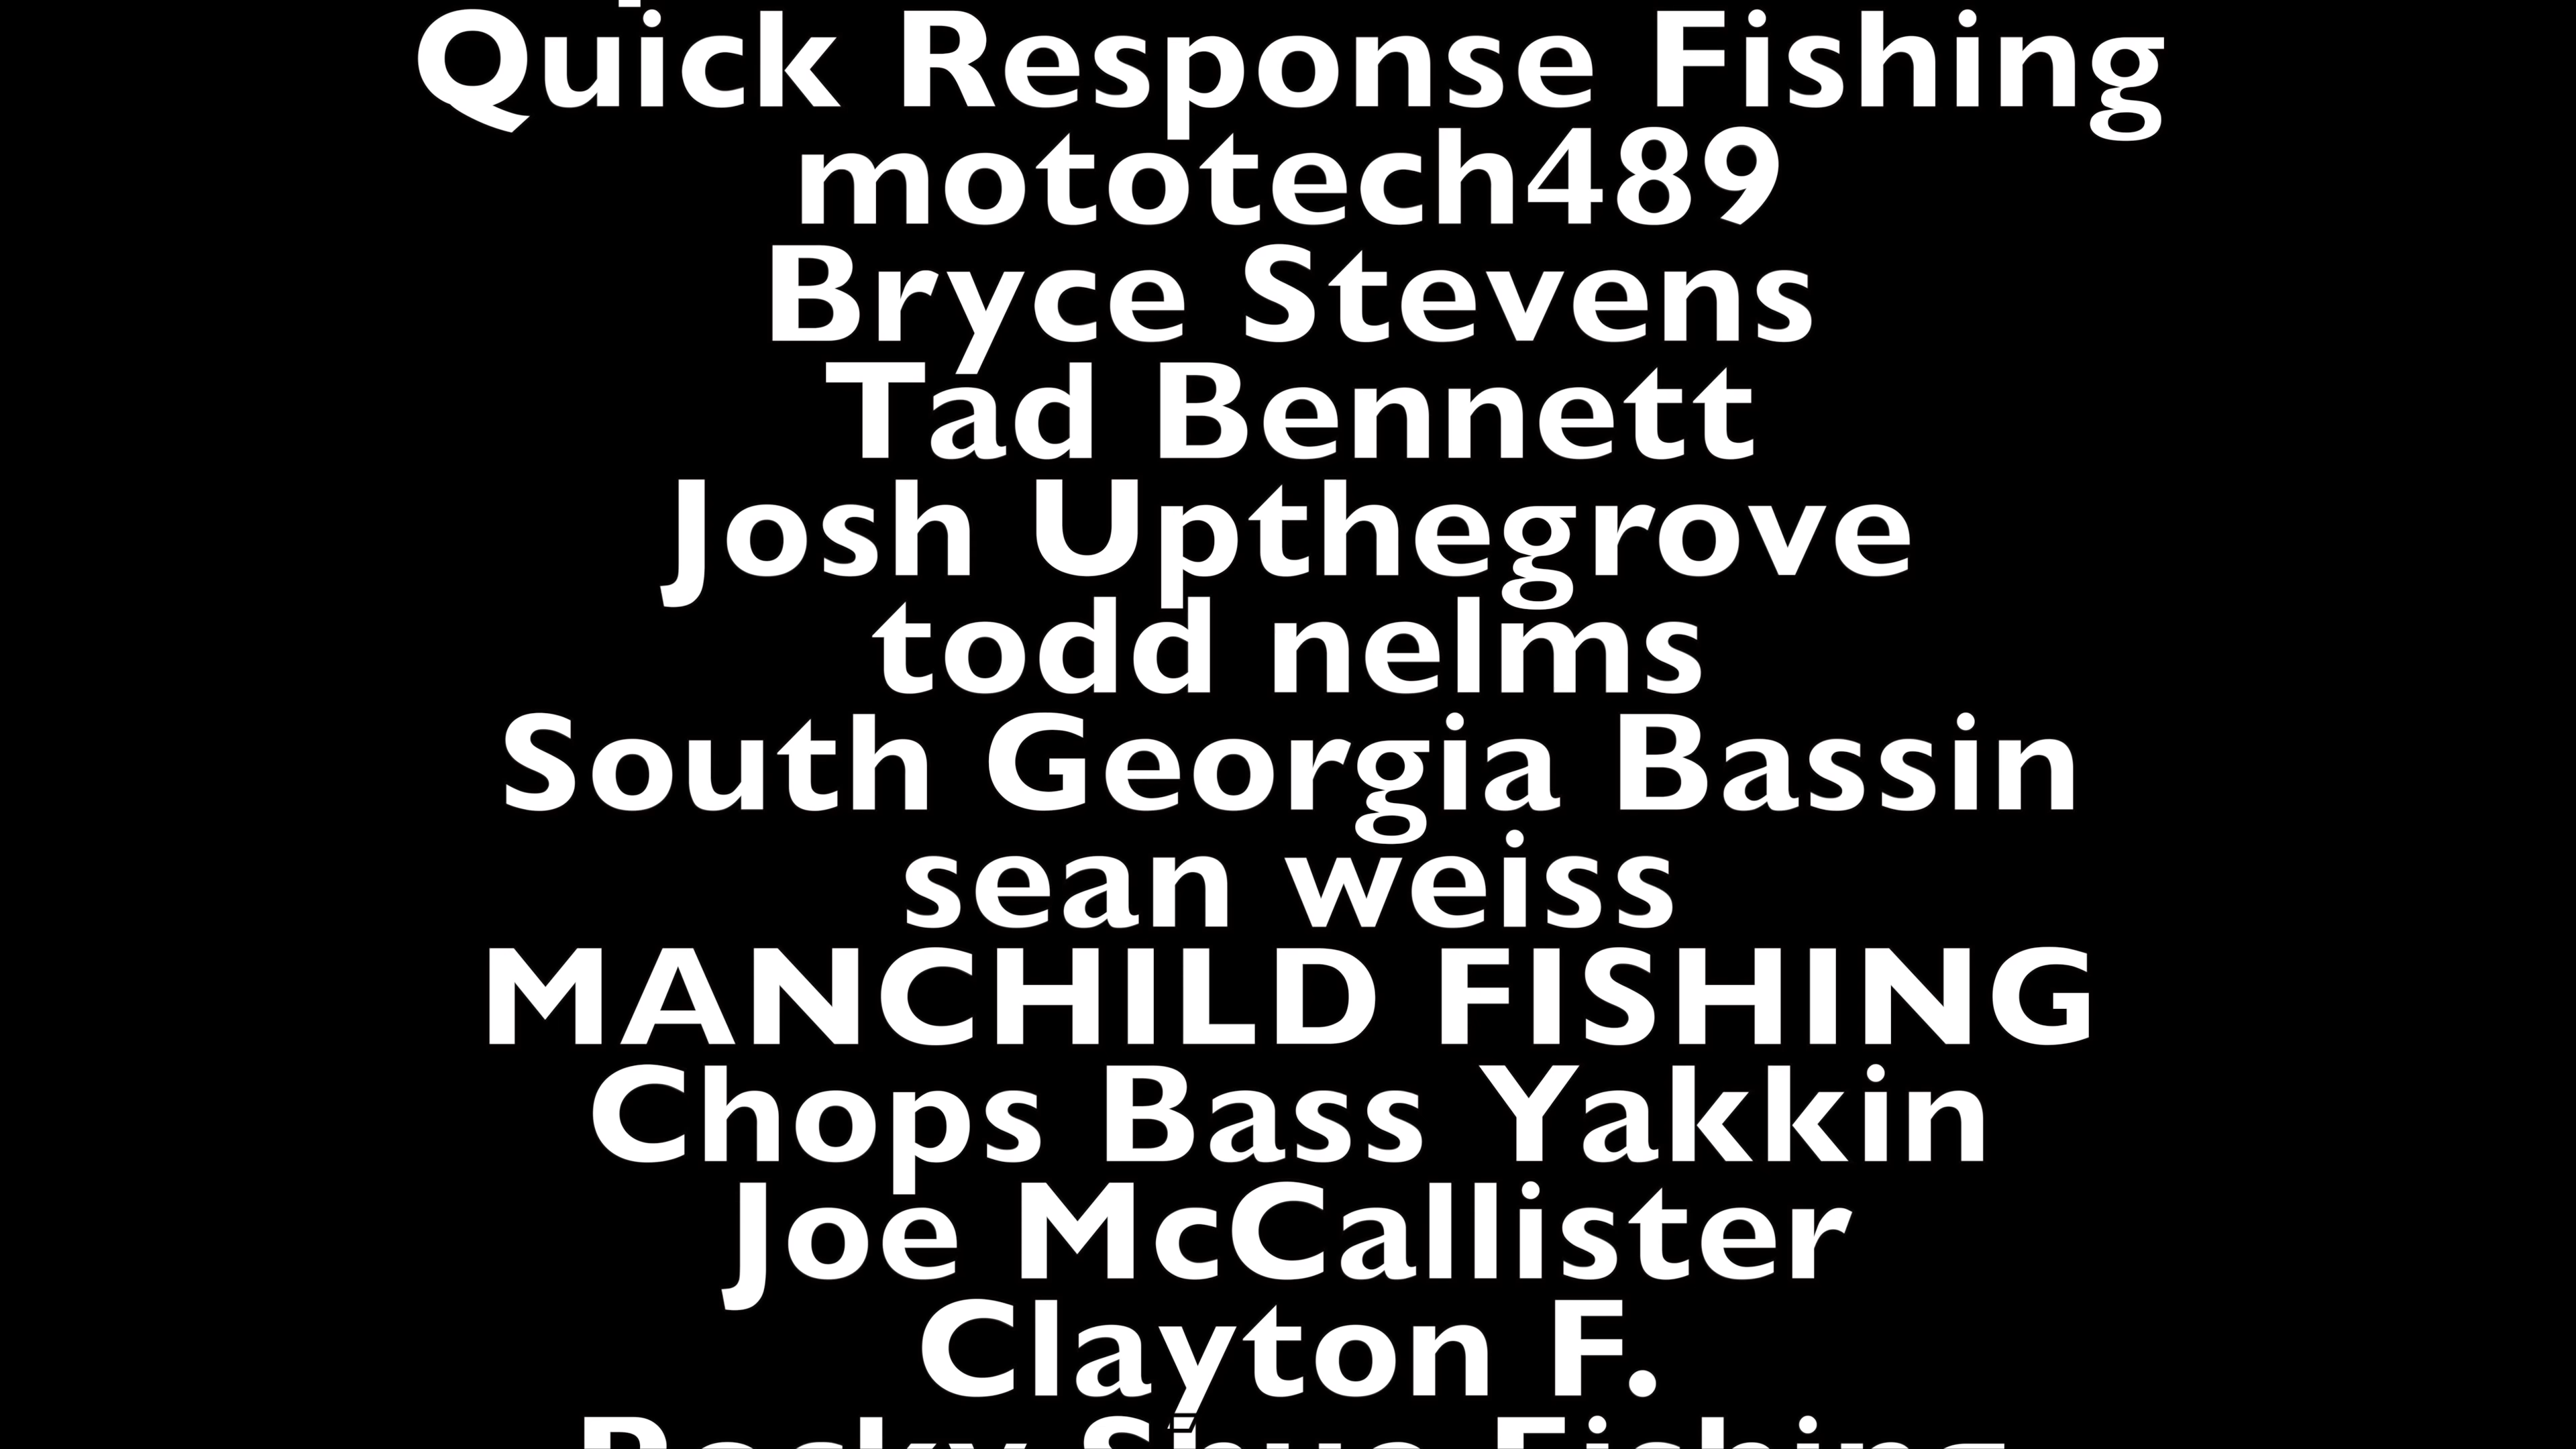 Quick Response Fishing
mototech489
Bryce Stevens
Tad Bennett
Josh Upthegrove
todd nelms
South Georgia Bassin
sean weiss
MANCHILD FISHING
Chops Bass Yakkin
Joe McCallister
Clayton F.
Fishing